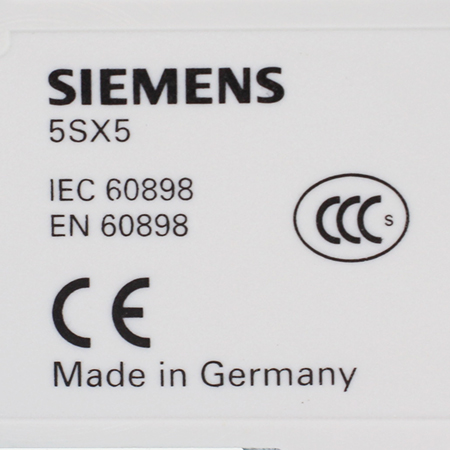 SIEMENS
5SX5
IEC 60898
EN 60898
CCC S
CE
Made in Germany